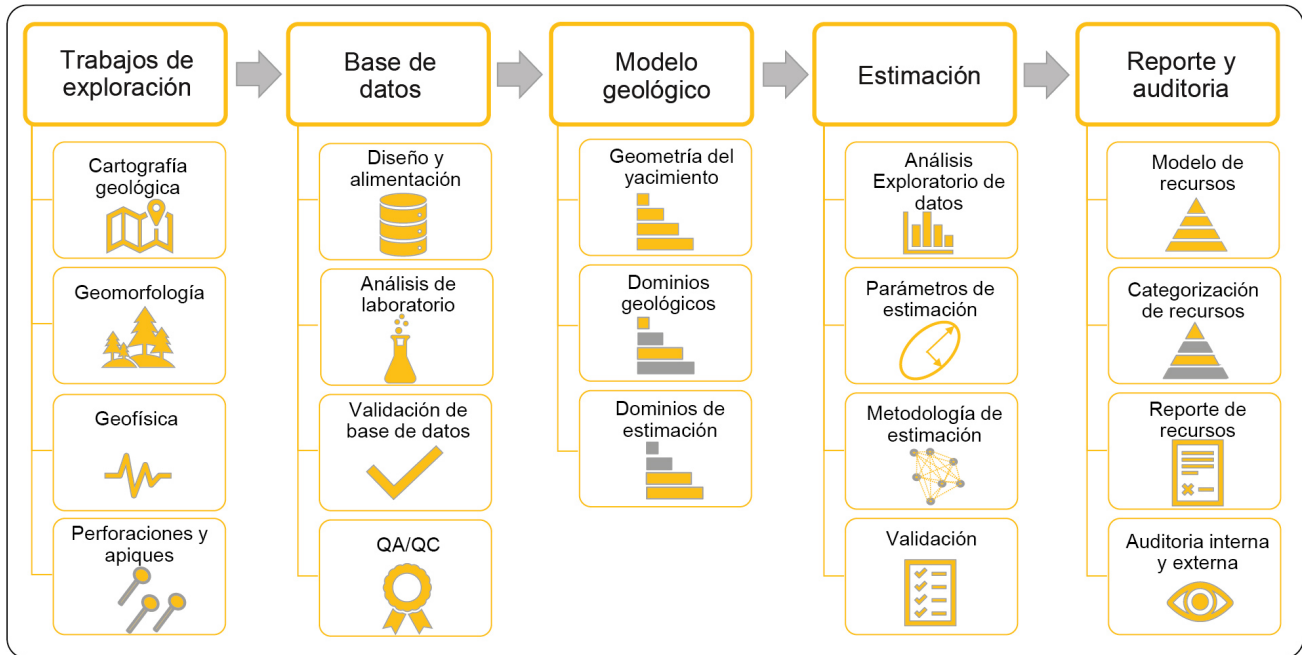 Trabajos de
exploración
Cartografía
geológica
Geomorfología
Geofísica
Perforaciones y
apiques
Base de
datos
Diseño y
alimentación
Análisis de
laboratorio
Validación de
base de datos
QA/QC
Modelo
geológico
Geometría del
yacimiento
Dominios
geológicos
Dominios de
estimación
Estimación
Análisis
Exploratorio de
datos
Parámetros de
estimación
Metodología de
estimación
Validación
Reporte y
auditoria
Modelo de
recursos
Categorización
de recursos
Reporte de
recursos
Auditoria interna
y externa